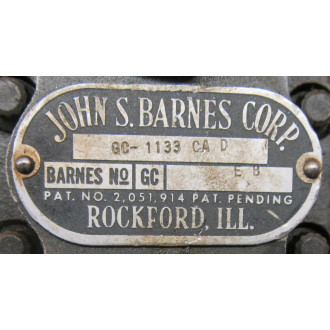 JOHN S. BARNES CORP.
GC-1133 CA D
BARNES NO GC E B
PAT. NO. 2,051,914 PAT. PENDING
ROCKFORD, ILL.